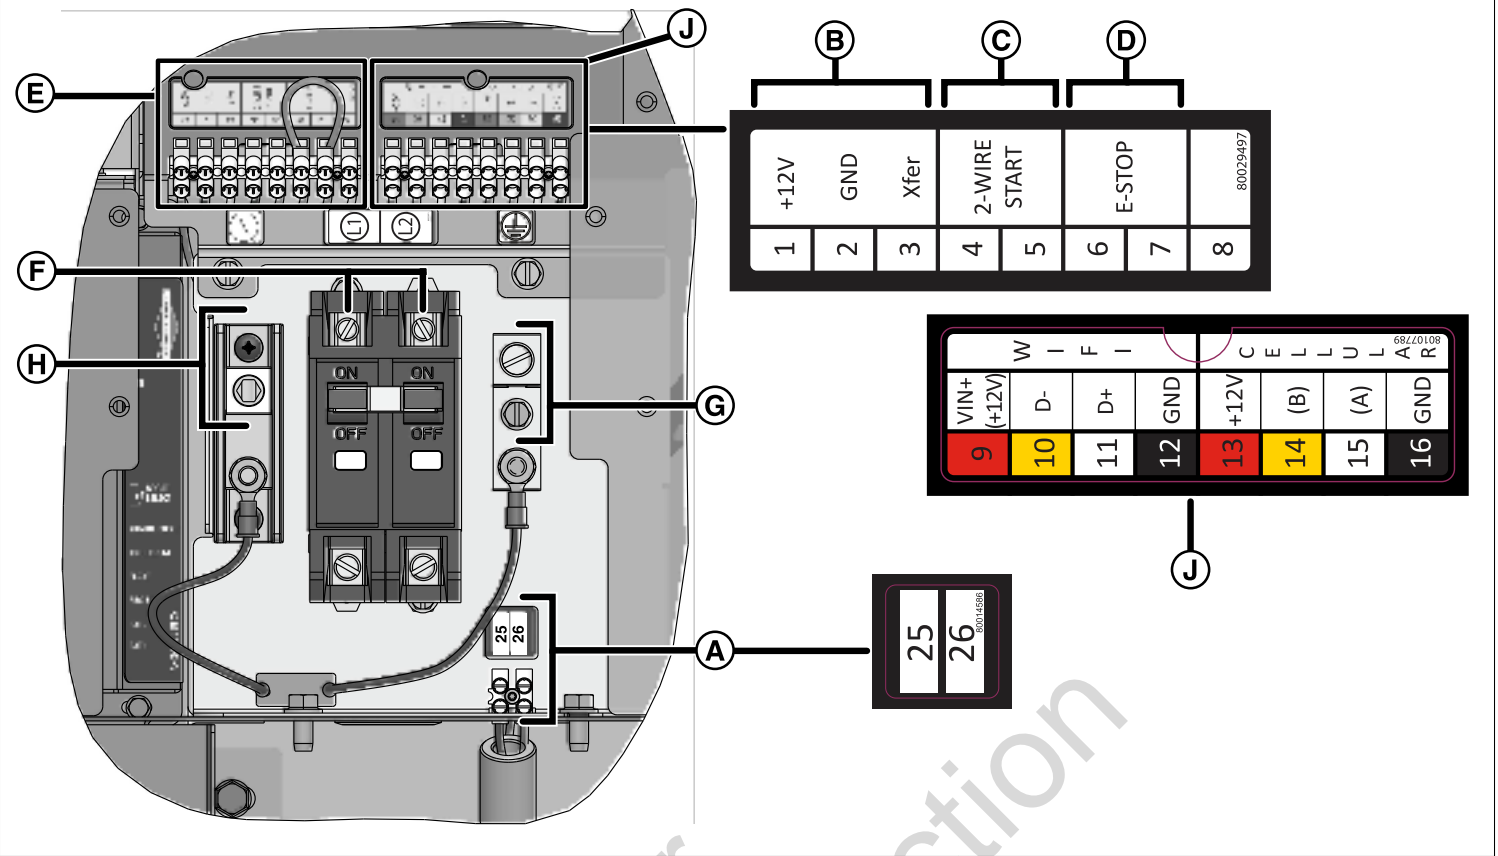 J
E
B
C
D
+12V
GND
Xfer
2-WIRE
START
E-STOP
80029497
1
2
3
4
5
6
7
8
L1
L2
F
H
G
ON
ON
OFF
OFF
WIFI
CELLULAR
80107789
VIN+
(+12V)
D-
D+
GND
+12V
(B)
(A)
GND
9
10
11
12
13
14
15
16
J
A
25
26
25
26
80014586
ction